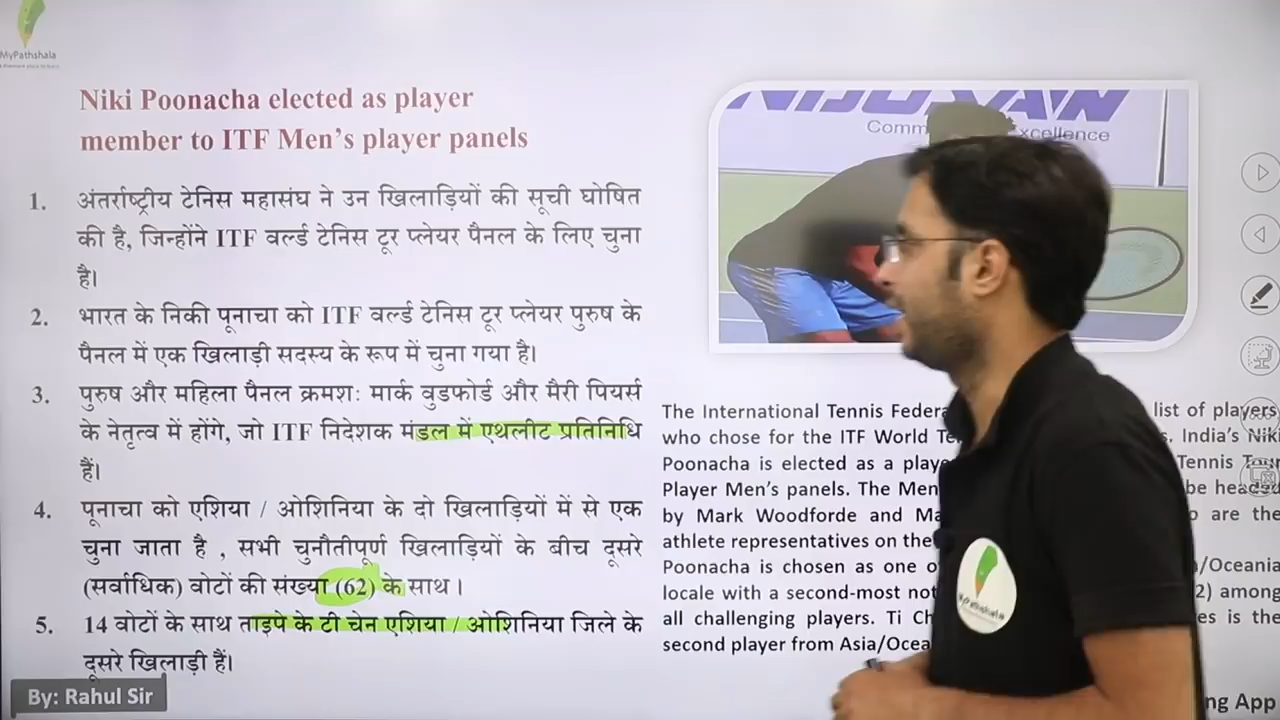 MyPathshala
Niki Poonacha elected as player
member to ITF Men's player panels
1. अंतर्राष्ट्रीय टेनिस महासंघ ने उन खिलाड़ियों की सूची घोषित
की है, जिन्होंने ITF वर्ल्ड टेनिस टूर प्लेयर पैनल के लिए चुना
है।
2. भारत के निकी पूनाचा को ITF वर्ल्ड टेनिस टूर प्लेयर पुरुष के
पैनल में एक खिलाड़ी सदस्य के रूप में चुना गया है।
3. पुरुष और महिला पैनल क्रमशः मार्क वुडफोर्ड और मैरी पियर्स
के नेतृत्व में होंगे, जो ITF निदेशक मंडल में एथलीट प्रतिनिधि
हैं।
4. पूनाचा को एशिया / ओशिनिया के दो खिलाड़ियों में से एक
चुना जाता है , सभी चुनौतीपूर्ण खिलाड़ियों के बीच दूसरे
(सर्वाधिक) वोटों की संख्या (62) के साथ ।
5. 14 वोटों के साथ ताइपे के टी चेन एशिया / ओशिनिया जिले के
दूसरे खिलाड़ी हैं।
By: Rahul Sir
Comm xcellence
The International Tennis Federa list of players
who chose for the ITF World Te s. India's Niki
Poonacha is elected as a playe Tennis Tour
Player Men's panels. The Men be headed
by Mark Woodforde and Ma are the
athlete representatives on the
Poonacha is chosen as one o /Oceania
locale with a second-most not 2) among
all challenging players. Ti Ch es is the
second player from Asia/Ocea
MyPathshala
ng App